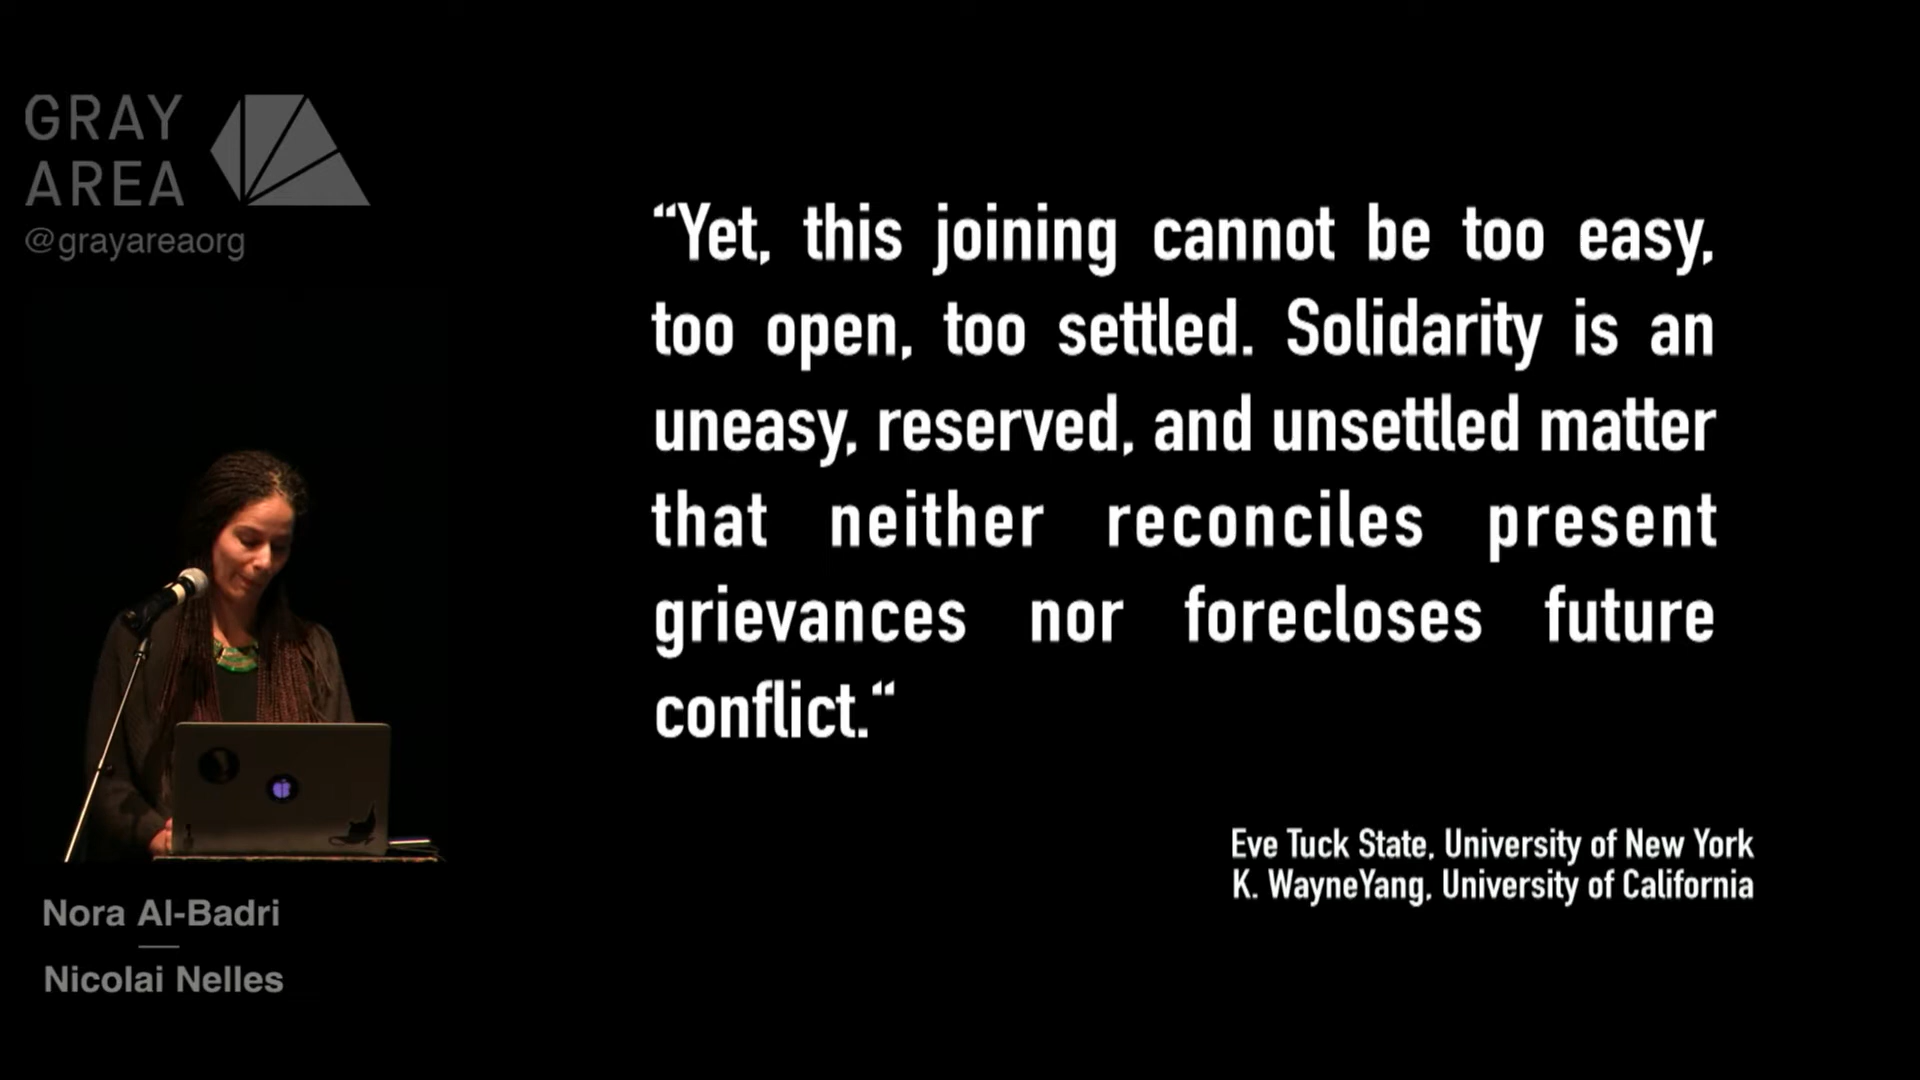 GRAY
AREA
@grayareaorg
“Yet, this joining cannot be too easy,
too open, too settled. Solidarity is an
uneasy, reserved, and unsettled matter
that neither reconciles present
grievances nor forecloses future
conflict.“
Eve Tuck State, University of New York
K. WayneYang, University of California
Nora Al-Badri
Nicolai Nelles